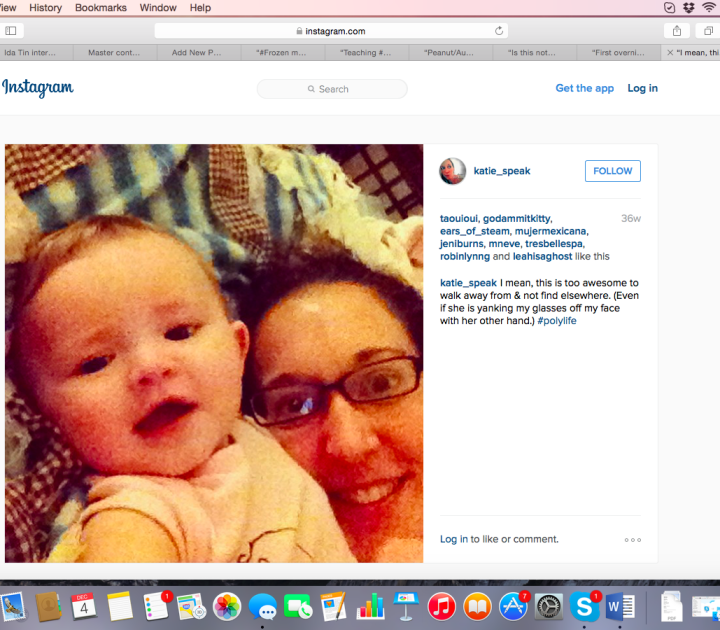 View History Bookmarks Window Help
instagram.com
Ida Tin inter... Master cont... Add New P... "#Frozen m... "Teaching #... "Peanut/Au... "Is this not... "First overni... "I mean, thi
Instagram
Search
Get the app Log in
katie_speak
FOLLOW
taouioui, godammitkitty, 36w
ears_of_steam, mujermexicana,
jeniburns, mneve, tresbellespa,
robinlynng and leahisaghost like this
katie_speak I mean, this is too awesome to
walk away from & not find elsewhere. (Even
if she is yanking my glasses off my face
with her other hand.) #polylife
Log in to like or comment.
DEC
4
1
7
1
S
W